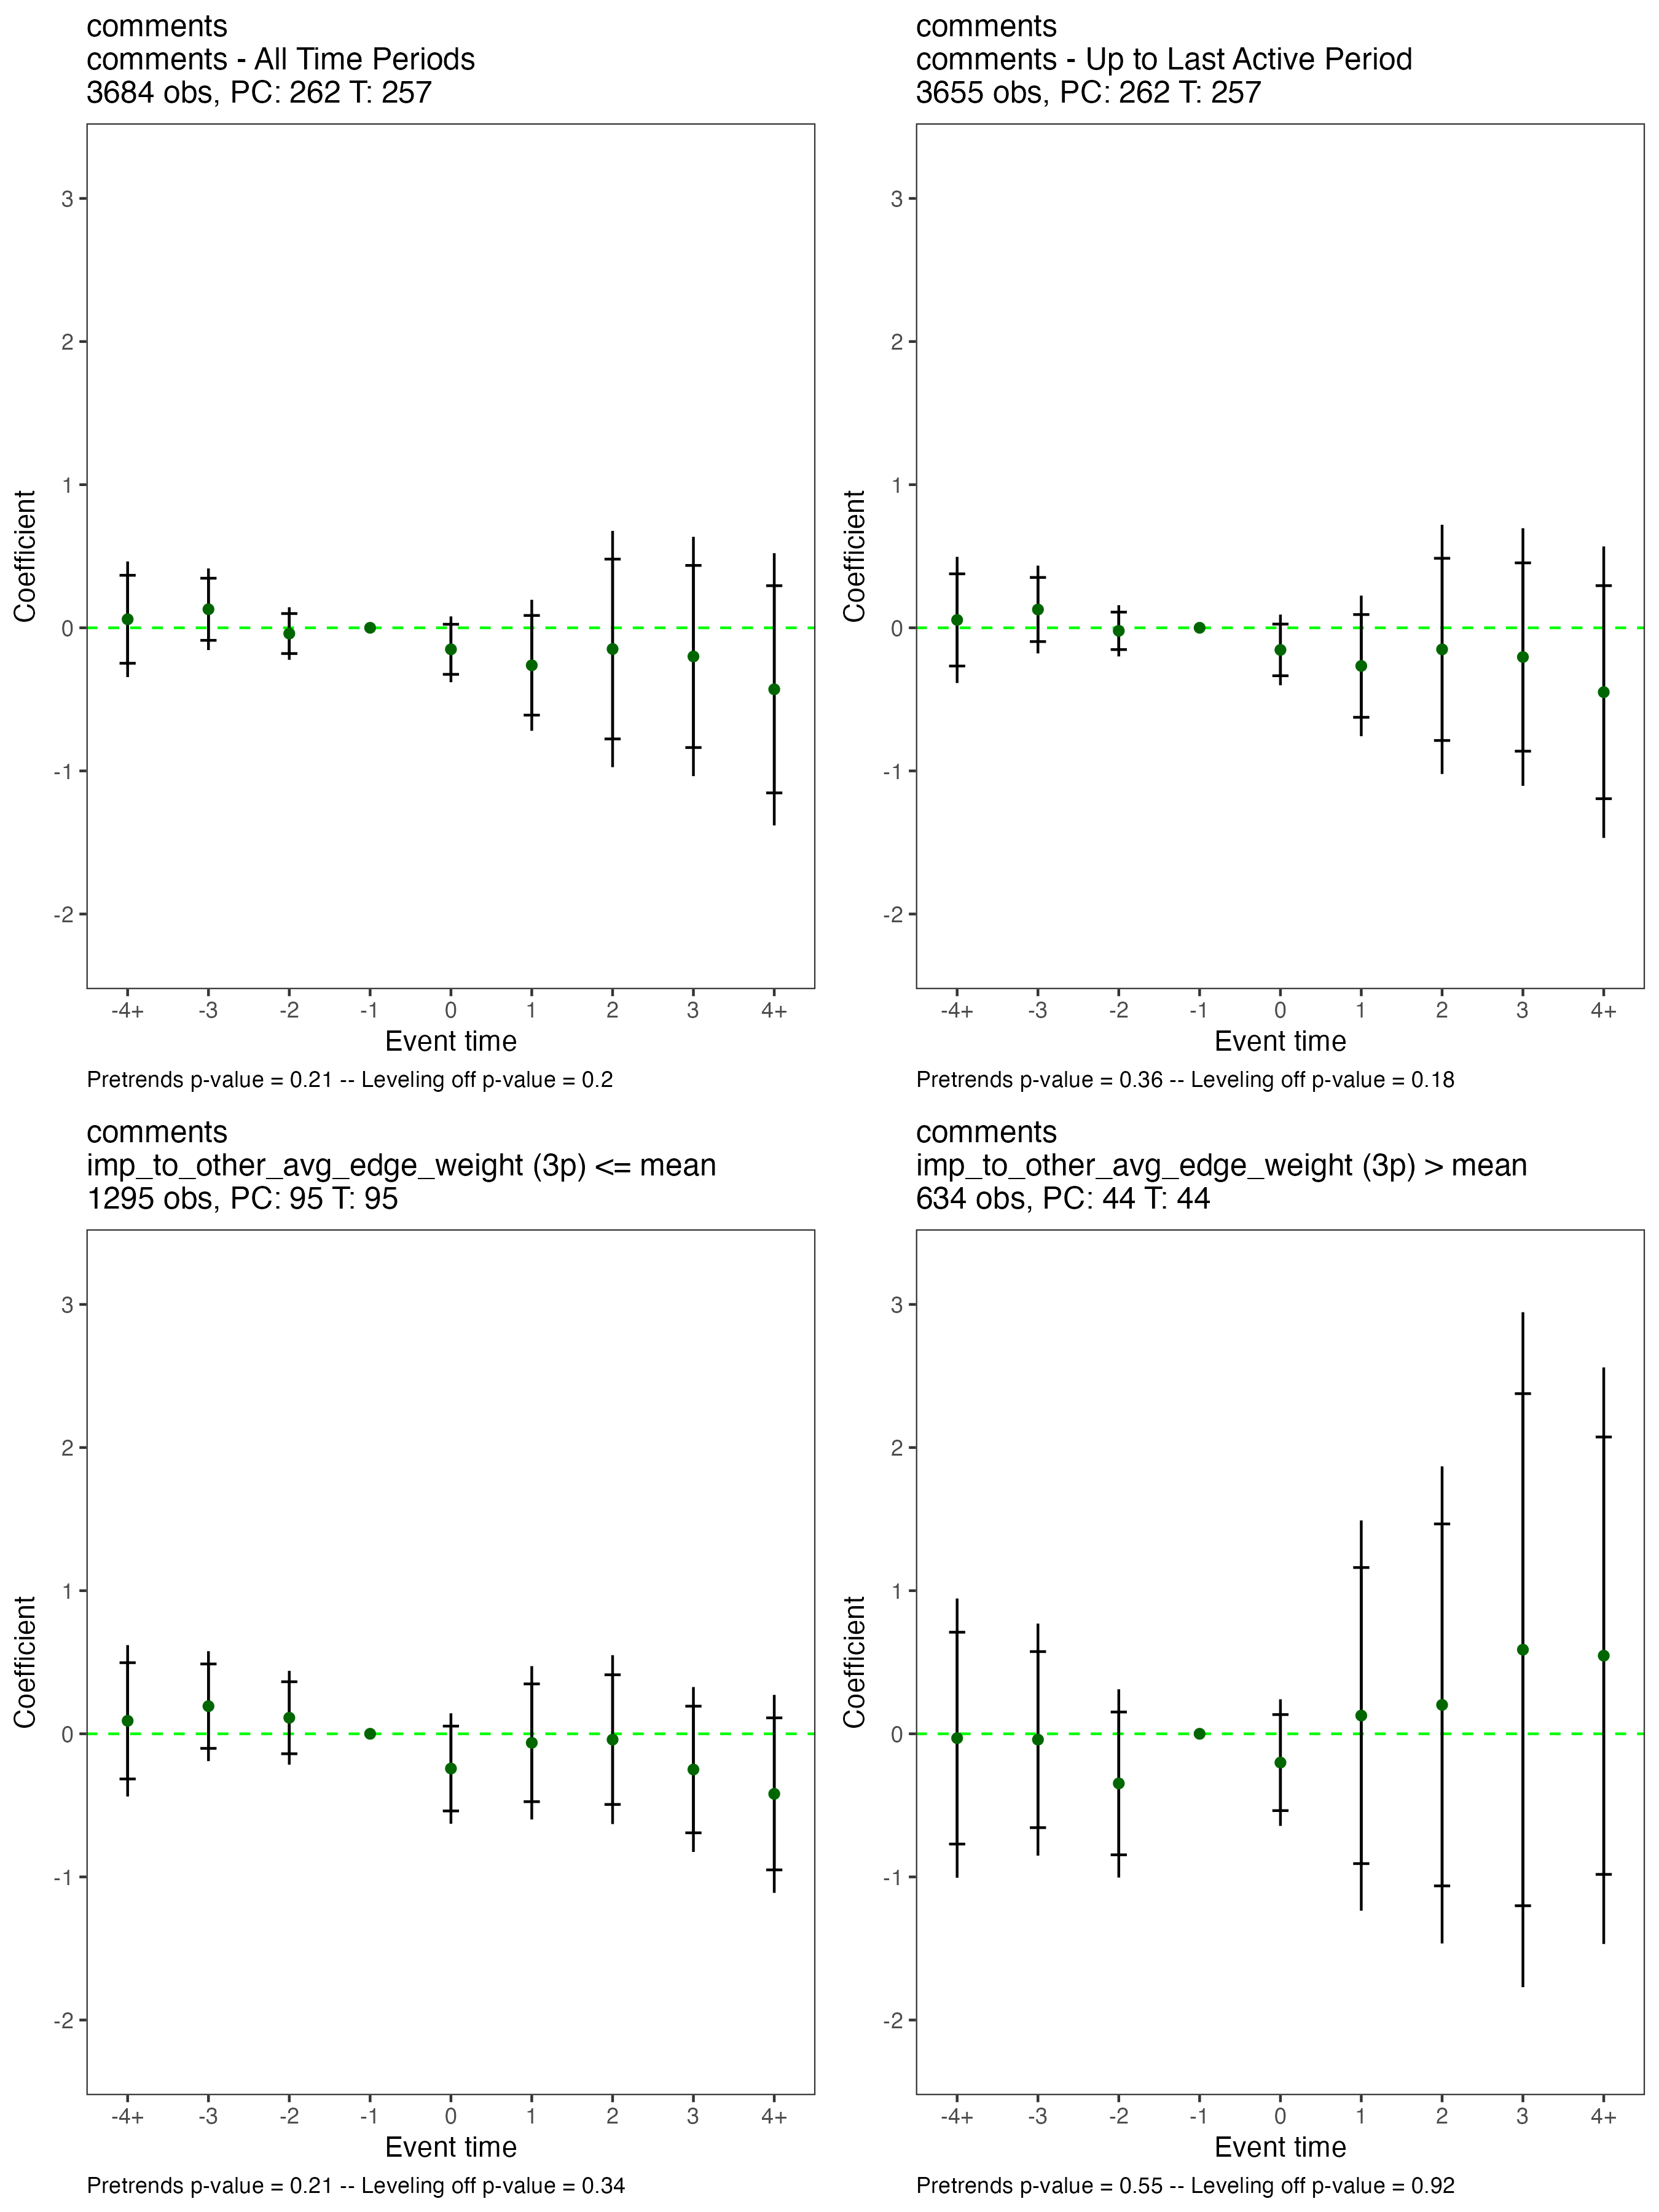 comments
comments - All Time Periods
3684 obs, PC: 262 T: 257
Coefficient
3
2
1
0
-1
-2
-4+ -3 -2 -1 0 1 2 3 4+
Event time
Pretrends p-value = 0.21 -- Leveling off p-value = 0.2
comments
comments - Up to Last Active Period
3655 obs, PC: 262 T: 257
Coefficient
3
2
1
0
-1
-2
-4+ -3 -2 -1 0 1 2 3 4+
Event time
Pretrends p-value = 0.36 -- Leveling off p-value = 0.18
comments
imp_to_other_avg_edge_weight (3p) <= mean
1295 obs, PC: 95 T: 95
Coefficient
3
2
1
0
-1
-2
-4+ -3 -2 -1 0 1 2 3 4+
Event time
Pretrends p-value = 0.21 -- Leveling off p-value = 0.34
comments
imp_to_other_avg_edge_weight (3p) > mean
634 obs, PC: 44 T: 44
Coefficient
3
2
1
0
-1
-2
-4+ -3 -2 -1 0 1 2 3 4+
Event time
Pretrends p-value = 0.55 -- Leveling off p-value = 0.92